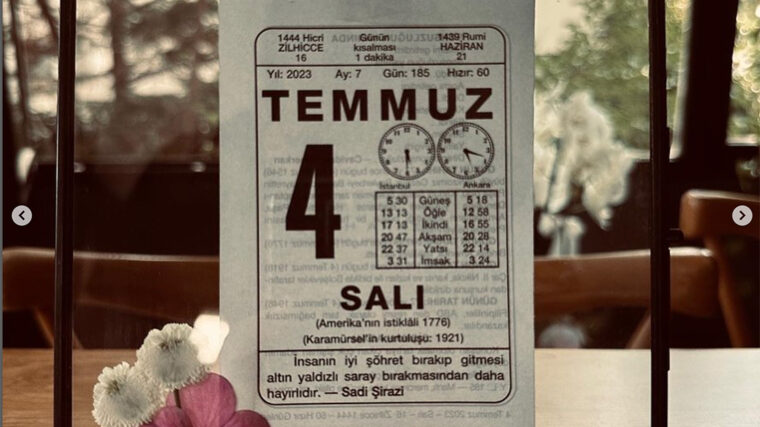 1444 Hicri
ZİLHİCCE
16
Günün
kısalması
1 dakika
1439 Rumi
HAZİRAN
21
Yıl: 2023 Ay: 7 Gün: 185 Hızır: 60
TEMMUZ
4
İstanbul Ankara
5 30 Güneş 5 18
13 13 Öğle 12 58
17 13 İkindi 16 55
20 47 Akşam 20 28
22 37 Yatsı 22 14
3 31 İmsak 3 24
SALI
(Amerika'nın istiklâli 1776)
(Karamürsel'in kurtuluşu: 1921)
İnsanın iyi şöhret bırakıp gitmesi
altın yaldızlı saray bırakmasından daha
hayırlıdır. — Sadi Şirazi